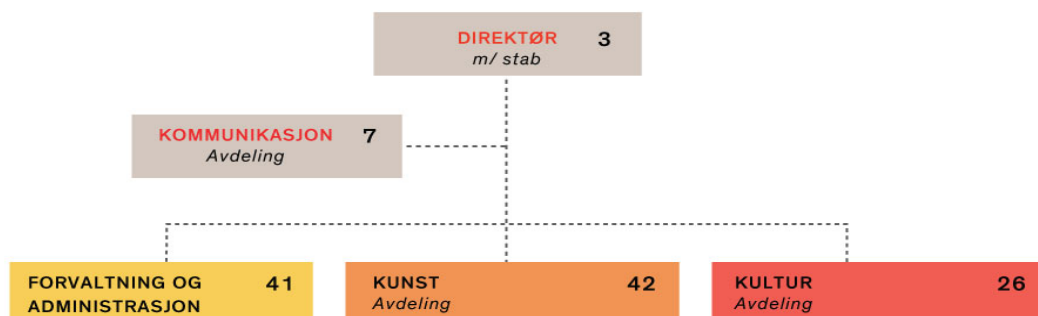 DIREKTØR 3
m/ stab
KOMMUNIKASJON 7
Avdeling
FORVALTNING OG 41
ADMINISTRASJON
KUNST 42
Avdeling
KULTUR 26
Avdeling